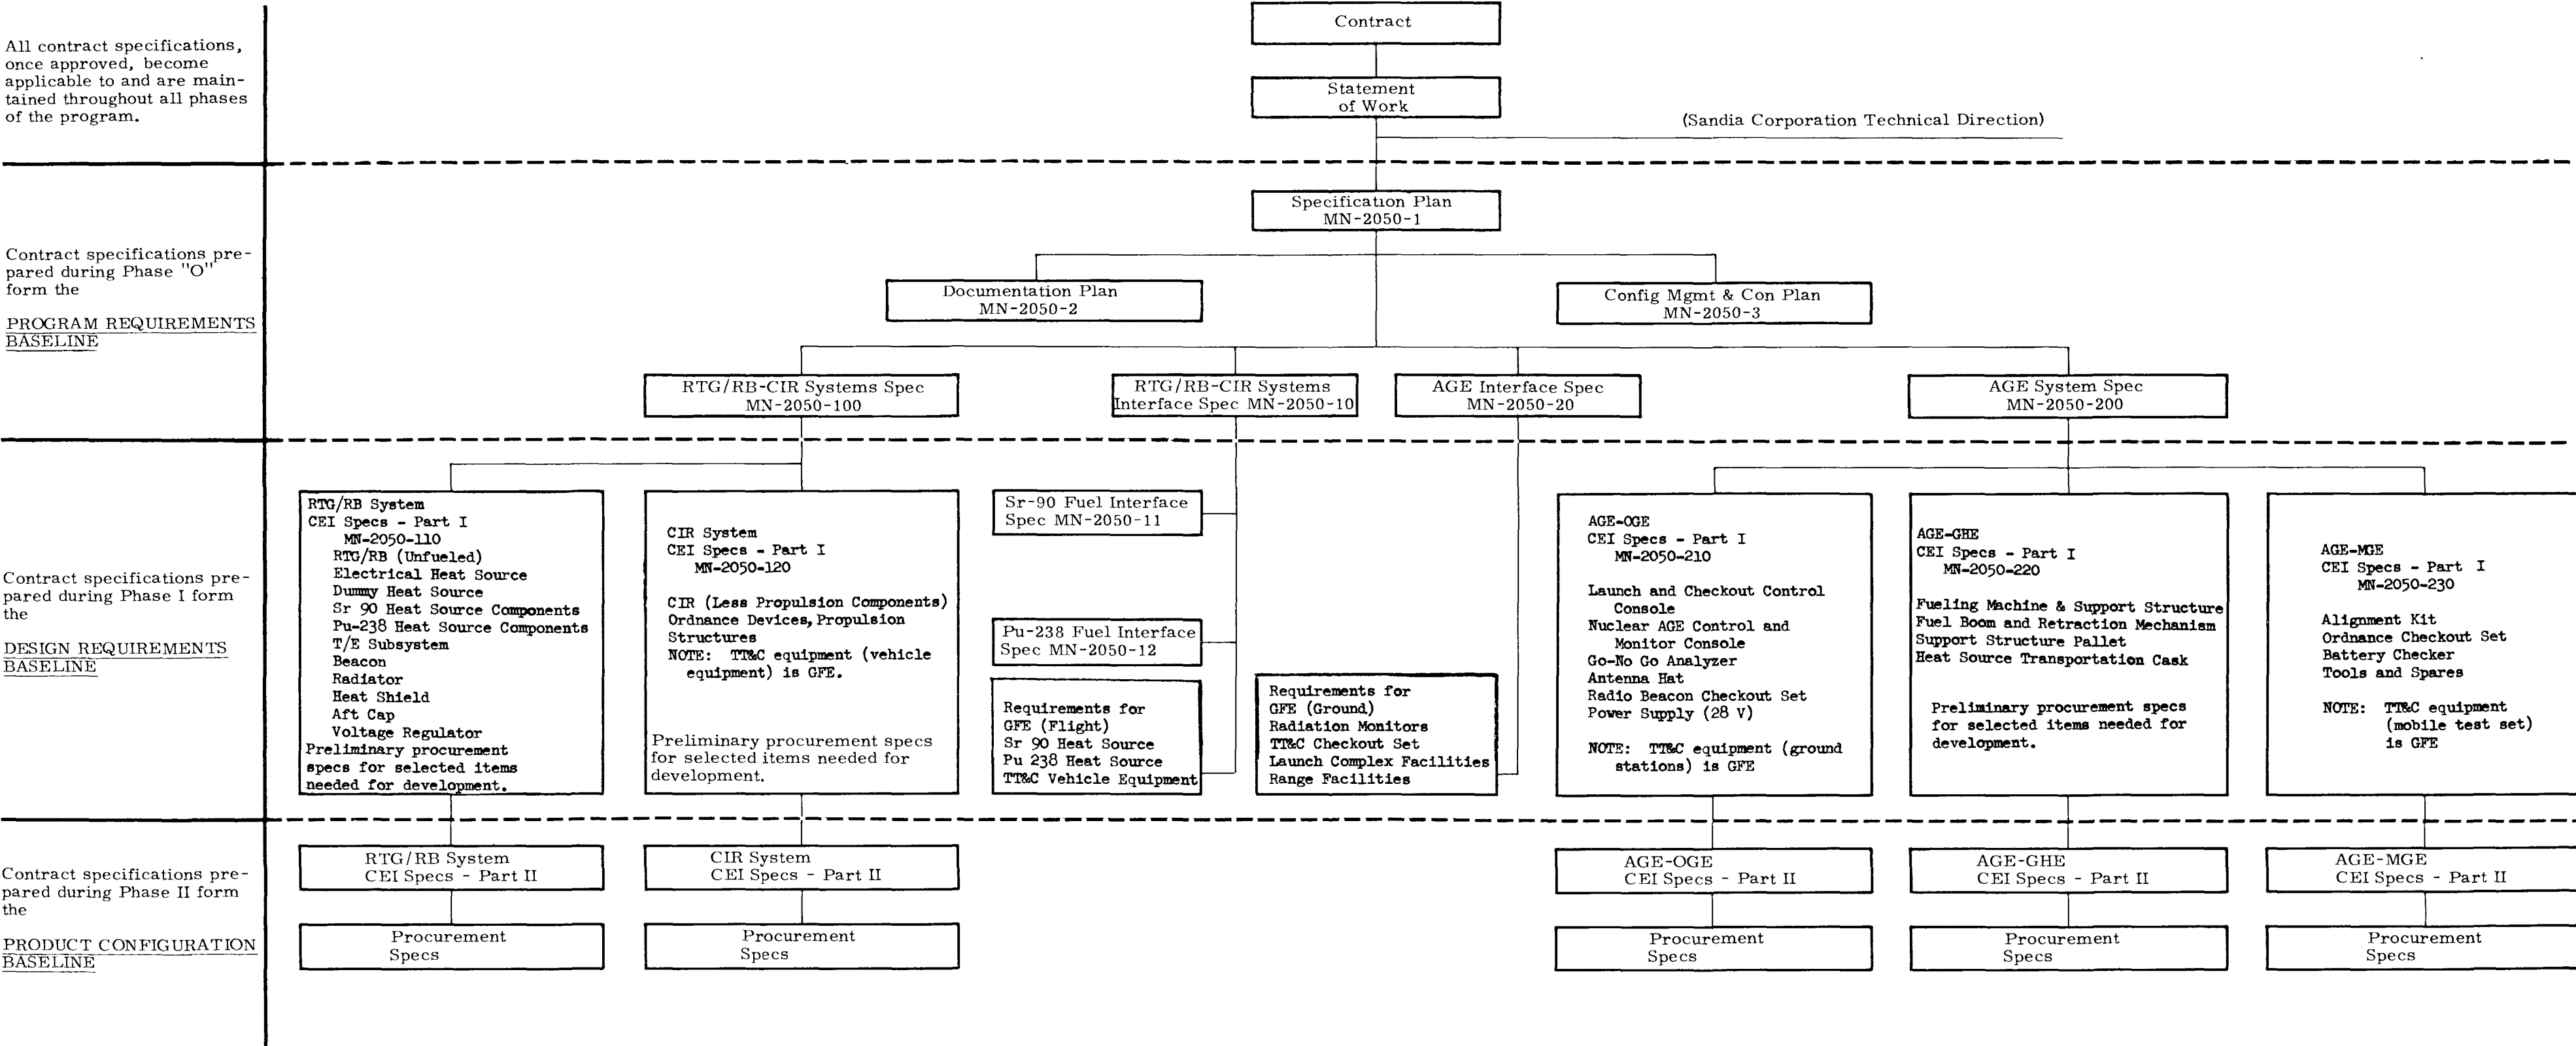 Contract
All contract specifications,
once approved, become
applicable to and are main-
tained throughout all phases
of the program.
Statement
of Work
(Sandia Corporation Technical Direction)
Contract specifications pre-
pared during Phase "O"
form the
PROGRAM REQUIREMENTS
BASELINE
Specification Plan
MN-2050-1
Documentation Plan
MN-2050-2
Config Mgmt & Con Plan
MN-2050-3
RTG/RB-CIR Systems Spec
MN-2050-100
RTG/RB-CIR Systems
Interface Spec MN-2050-10
AGE Interface Spec
MN-2050-20
AGE System Spec
MN-2050-200
Contract specifications pre-
pared during Phase I form
the
DESIGN REQUIREMENTS
BASELINE
RTG/RB System
CEI Specs - Part I
MN-2050-110
RTG/RB (Unfueled)
Electrical Heat Source
Dummy Heat Source
Sr 90 Heat Source Components
Pu-238 Heat Source Components
T/E Subsystem
Beacon
Radiator
Heat Shield
Aft Cap
Voltage Regulator
Preliminary procurement
specs for selected items
needed for development.
CIR System
CEI Specs - Part I
MN-2050-120
CIR (Less Propulsion Components)
Ordnance Devices, Propulsion
Structures
NOTE: TT&C equipment (vehicle
equipment) is GFE.
Preliminary procurement specs
for selected items needed for
development.
Sr-90 Fuel Interface
Spec MN-2050-11
Pu-238 Fuel Interface
Spec MN-2050-12
Requirements for
GFE (Flight)
Sr 90 Heat Source
Pu 238 Heat Source
TT&C Vehicle Equipment
Requirements for
GFE (Ground)
Radiation Monitors
TT&C Checkout Set
Launch Complex Facilities
Range Facilities
AGE-OGE
CEI Specs - Part I
MN-2050-210
Launch and Checkout Control
Console
Nuclear AGE Control and
Monitor Console
Go-No Go Analyzer
Antenna Hat
Radio Beacon Checkout Set
Power Supply (28 V)
NOTE: TT&C equipment (ground
stations) is GFE
AGE-GHE
CEI Specs - Part I
MN-2050-220
Fueling Machine & Support Structure
Fuel Boom and Retraction Mechanism
Support Structure Pallet
Heat Source Transportation Cask
Preliminary procurement specs
for selected items needed for
development.
AGE-MGE
CEI Specs - Part I
MN-2050-230
Alignment Kit
Ordnance Checkout Set
Battery Checker
Tools and Spares
NOTE: TT&C equipment
(mobile test set)
is GFE
Contract specifications pre-
pared during Phase II form
the
PRODUCT CONFIGURATION
BASELINE
RTG/RB System
CEI Specs - Part II
CIR System
CEI Specs - Part II
AGE-OGE
CEI Specs - Part II
AGE-GHE
CEI Specs - Part II
AGE-MGE
CEI Specs - Part II
Procurement
Specs
Procurement
Specs
Procurement
Specs
Procurement
Specs
Procurement
Specs